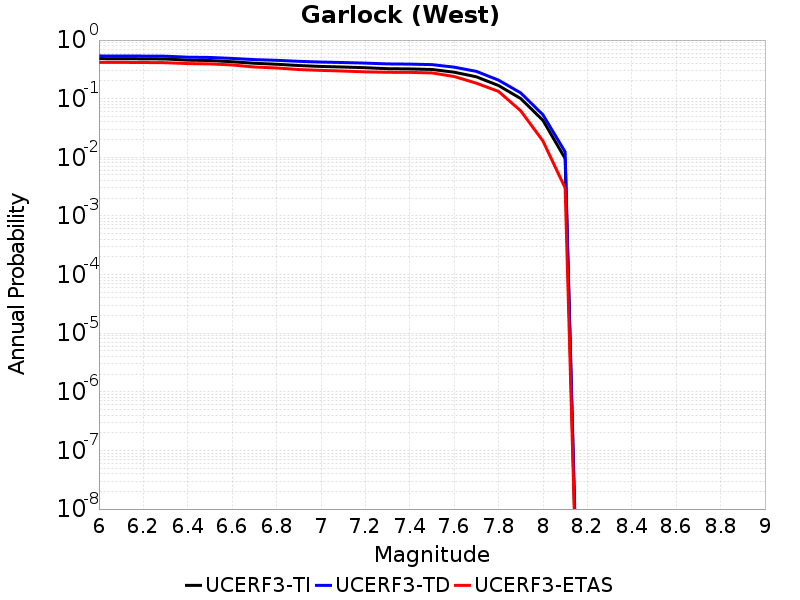 Garlock (West)
10^0
10^-1
10^-2
10^-3
10^-4
10^-5
10^-6
10^-7
10^-8
Annual Probability
6 6.2 6.4 6.6 6.8 7 7.2 7.4 7.6 7.8 8 8.2 8.4 8.6 8.8 9
Magnitude
UCERF3-TI UCERF3-TD UCERF3-ETAS